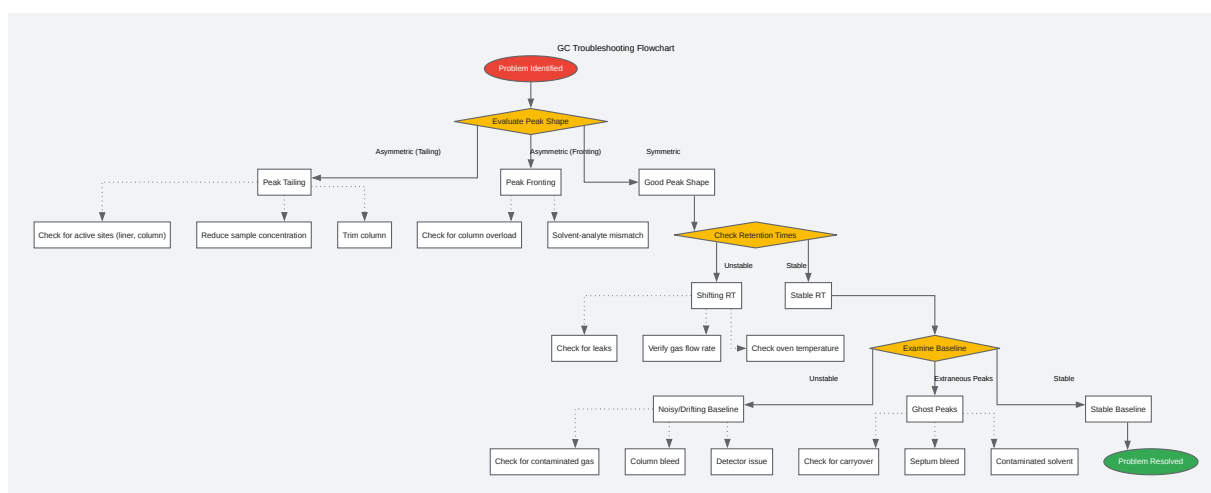 GC Troubleshooting Flowchart
Problem Identified
Evaluate Peak Shape
Asymmetric (Tailing)
Asymmetric (Fronting)
Symmetric
Peak Tailing
Peak Fronting
Good Peak Shape
Check for active sites (liner, column)
Reduce sample concentration
Trim column
Check for column overload
Solvent-analyte mismatch
Check Retention Times
Unstable
Stable
Shifting RT
Stable RT
Check for leaks
Verify gas flow rate
Check oven temperature
Examine Baseline
Unstable
Extraneous Peaks
Stable
Noisy/Drifting Baseline
Ghost Peaks
Stable Baseline
Check for contaminated gas
Column bleed
Detector issue
Check for carryover
Septum bleed
Contaminated solvent
Problem Resolved